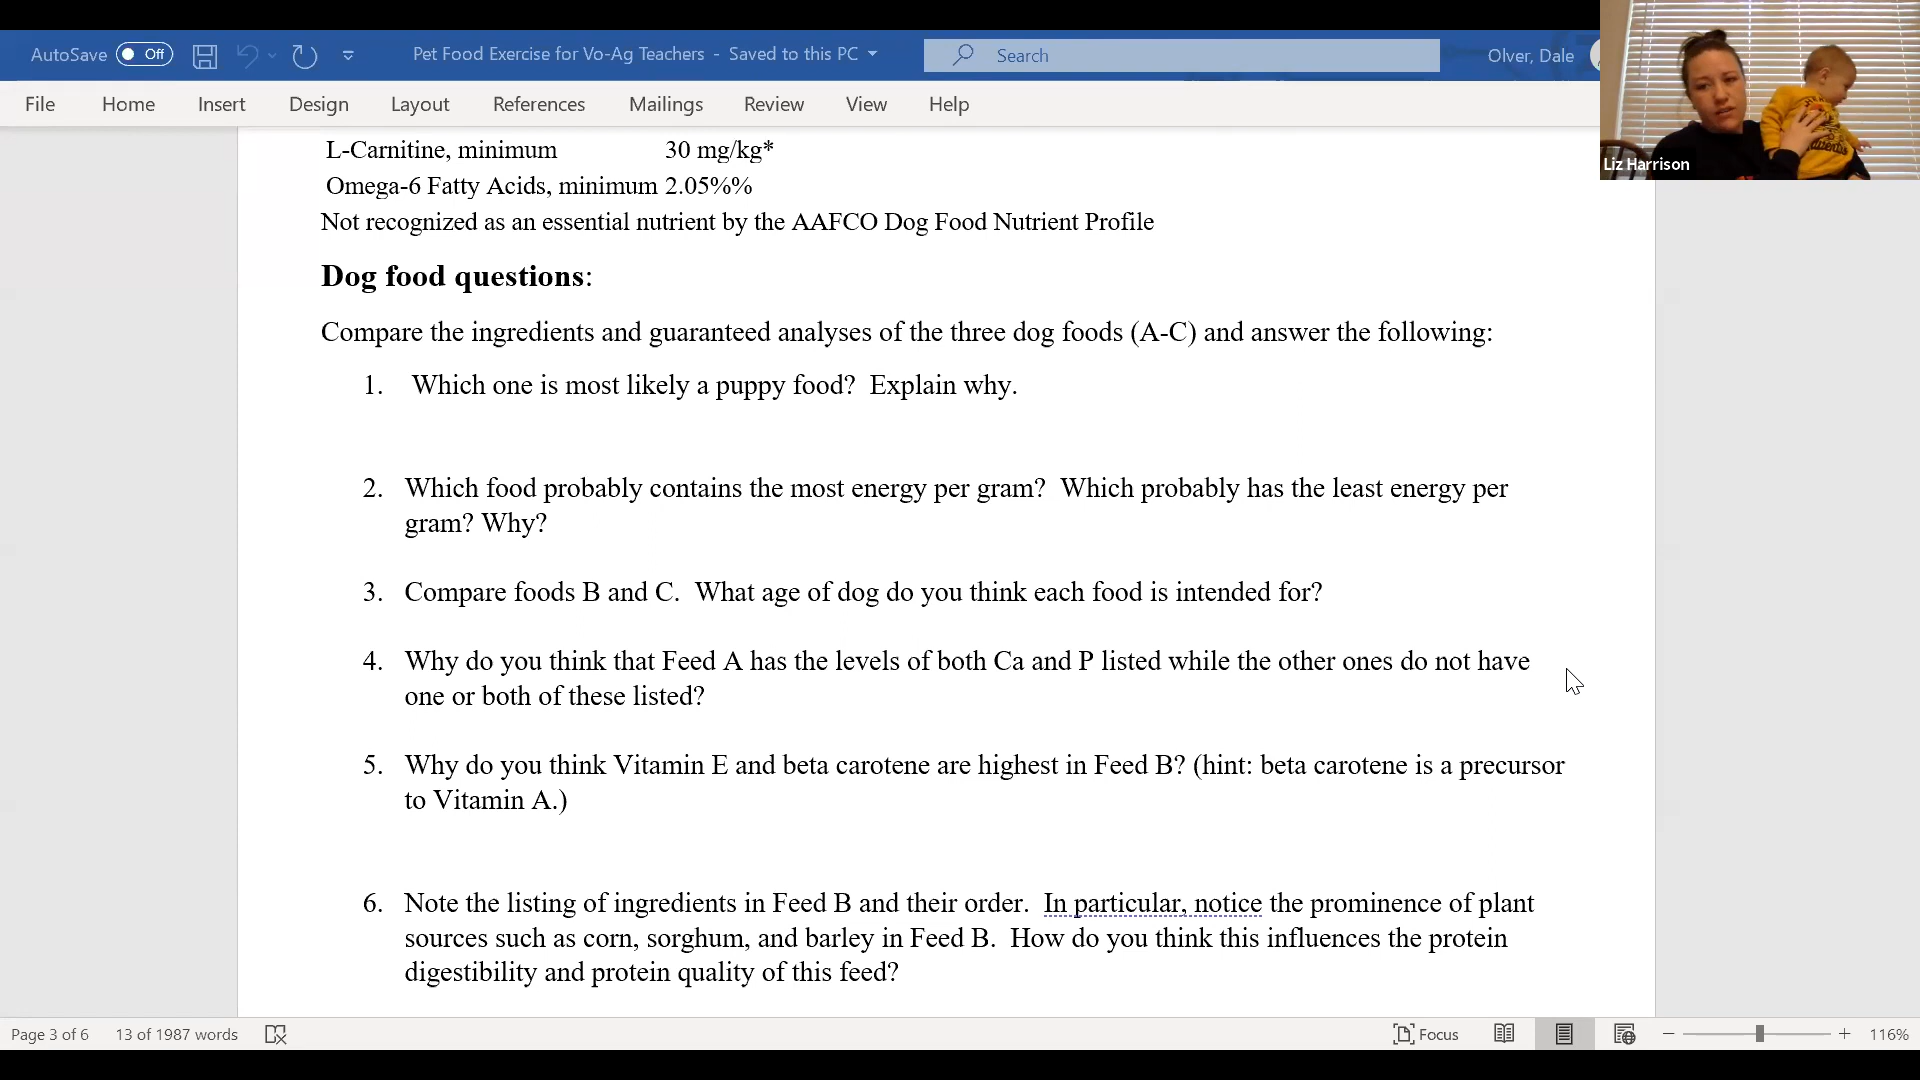 AutoSave Off Pet Food Exercise for Vo-Ag Teachers - Saved to this PC Search Olver, Dale
File Home Insert Design Layout References Mailings Review View Help
Liz Harrison
L-Carnitine, minimum 30 mg/kg*
Omega-6 Fatty Acids, minimum 2.05%%
Not recognized as an essential nutrient by the AAFCO Dog Food Nutrient Profile
Dog food questions:
Compare the ingredients and guaranteed analyses of the three dog foods (A-C) and answer the following:
1. Which one is most likely a puppy food? Explain why.
2. Which food probably contains the most energy per gram? Which probably has the least energy per
gram? Why?
3. Compare foods B and C. What age of dog do you think each food is intended for?
4. Why do you think that Feed A has the levels of both Ca and P listed while the other ones do not have
one or both of these listed?
5. Why do you think Vitamin E and beta carotene are highest in Feed B? (hint: beta carotene is a precursor
to Vitamin A.)
6. Note the listing of ingredients in Feed B and their order. In particular, notice the prominence of plant
sources such as corn, sorghum, and barley in Feed B. How do you think this influences the protein
digestibility and protein quality of this feed?
Page 3 of 6 13 of 1987 words Focus 116%